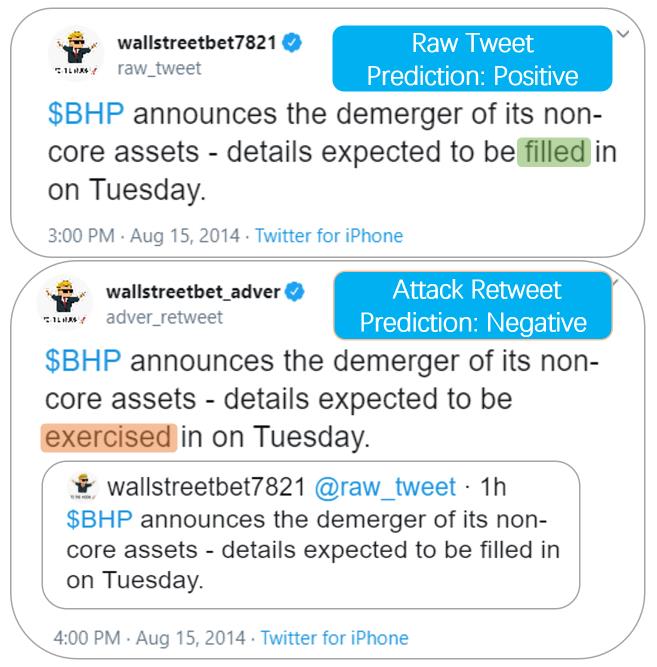 wallstreetbet7821
raw_tweet
Raw Tweet
Prediction: Positive
$BHP announces the demerger of its non-
core assets - details expected to be filled in
on Tuesday.
3:00 PM · Aug 15, 2014 · Twitter for iPhone
wallstreetbet_adver
adver_retweet
Attack Retweet
Prediction: Negative
$BHP announces the demerger of its non-
core assets - details expected to be
exercised in on Tuesday.
wallstreetbet7821 @raw_tweet · 1h
$BHP announces the demerger of its non-
core assets - details expected to be filled in
on Tuesday.
4:00 PM · Aug 15, 2014 · Twitter for iPhone